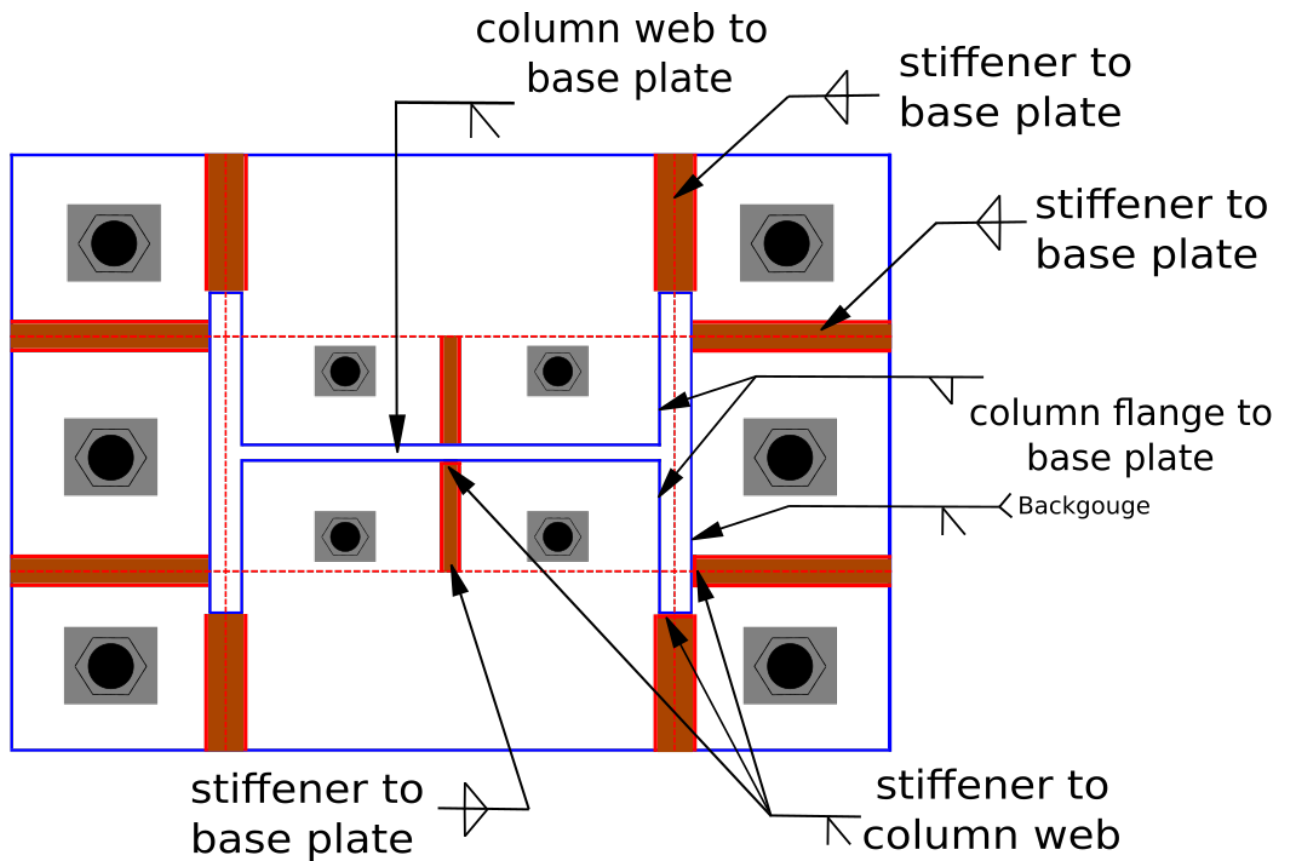 column web to
base plate
stiffener to
base plate
stiffener to
base plate
column flange to
base plate
Backgouge
stiffener to
base plate
stiffener to
column web